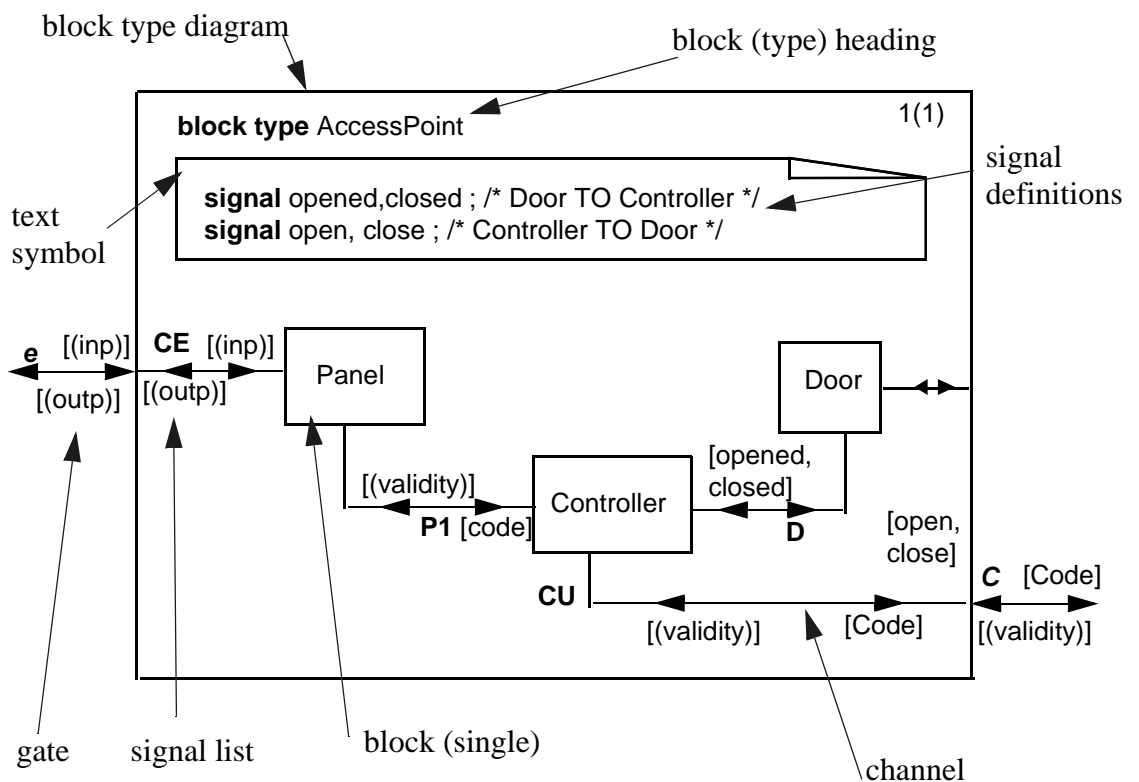 block type diagram
block (type) heading
1(1)
block type AccessPoint
signal
definitions
signal opened,closed ; /* Door TO Controller */
signal open, close ; /* Controller TO Door */
text
symbol
e
[(inp)]
CE
[(inp)]
[(outp)]
[(outp)]
Panel
Door
[opened,
closed]
[(validity)]
Controller
P1 [code]
D
[open,
close]
CU
C
[Code]
[(validity)]
[Code]
[(validity)]
gate
signal list
block (single)
channel